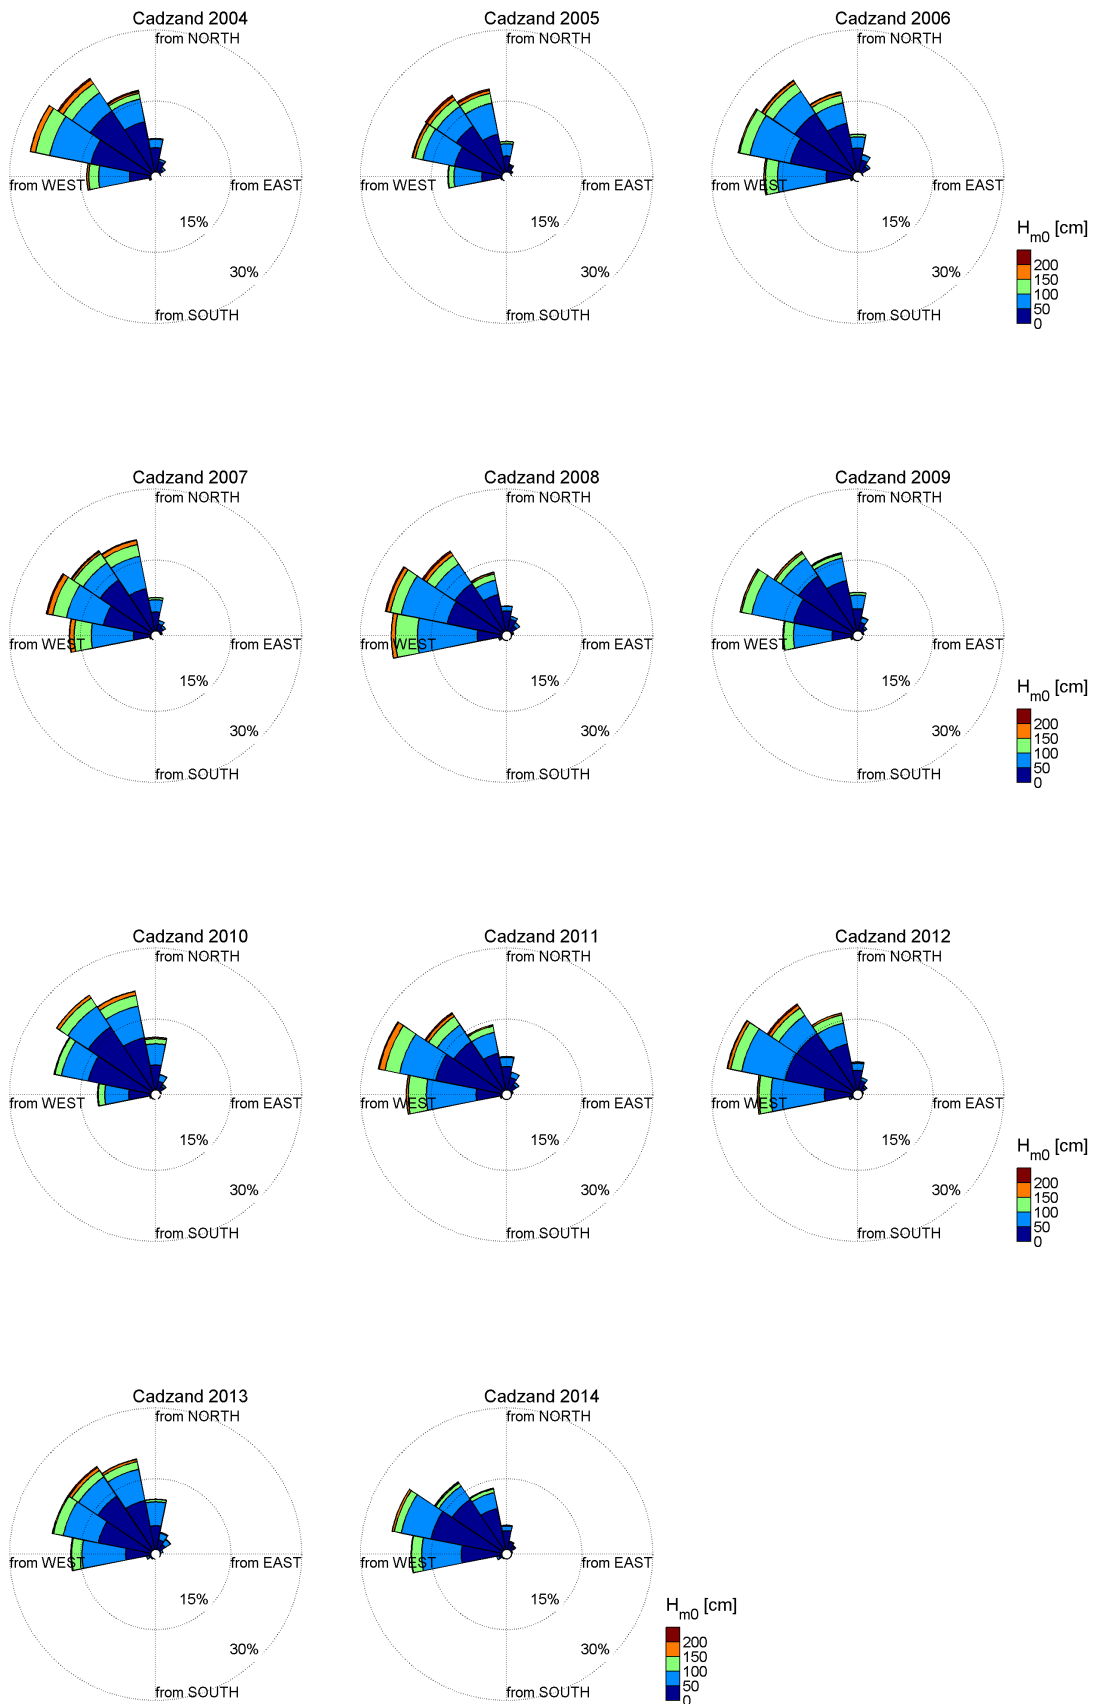 Cadzand 2004
from NORTH
from WEST
from EAST
15%
30%
from SOUTH
Cadzand 2005
from NORTH
from WEST
from EAST
15%
30%
from SOUTH
Cadzand 2006
from NORTH
from WEST
from EAST
15%
30%
from SOUTH
Hm0 [cm]
200
150
100
50
0
Cadzand 2007
from NORTH
from WEST
from EAST
15%
30%
from SOUTH
Cadzand 2008
from NORTH
from WEST
from EAST
15%
30%
from SOUTH
Cadzand 2009
from NORTH
from WEST
from EAST
15%
30%
from SOUTH
Hm0 [cm]
200
150
100
50
0
Cadzand 2010
from NORTH
from WEST
from EAST
15%
30%
from SOUTH
Cadzand 2011
from NORTH
from WEST
from EAST
15%
30%
from SOUTH
Cadzand 2012
from NORTH
from WEST
from EAST
15%
30%
from SOUTH
Hm0 [cm]
200
150
100
50
0
Cadzand 2013
from NORTH
from WEST
from EAST
15%
30%
from SOUTH
Cadzand 2014
from NORTH
from WEST
from EAST
15%
30%
from SOUTH
Hm0 [cm]
200
150
100
50
0